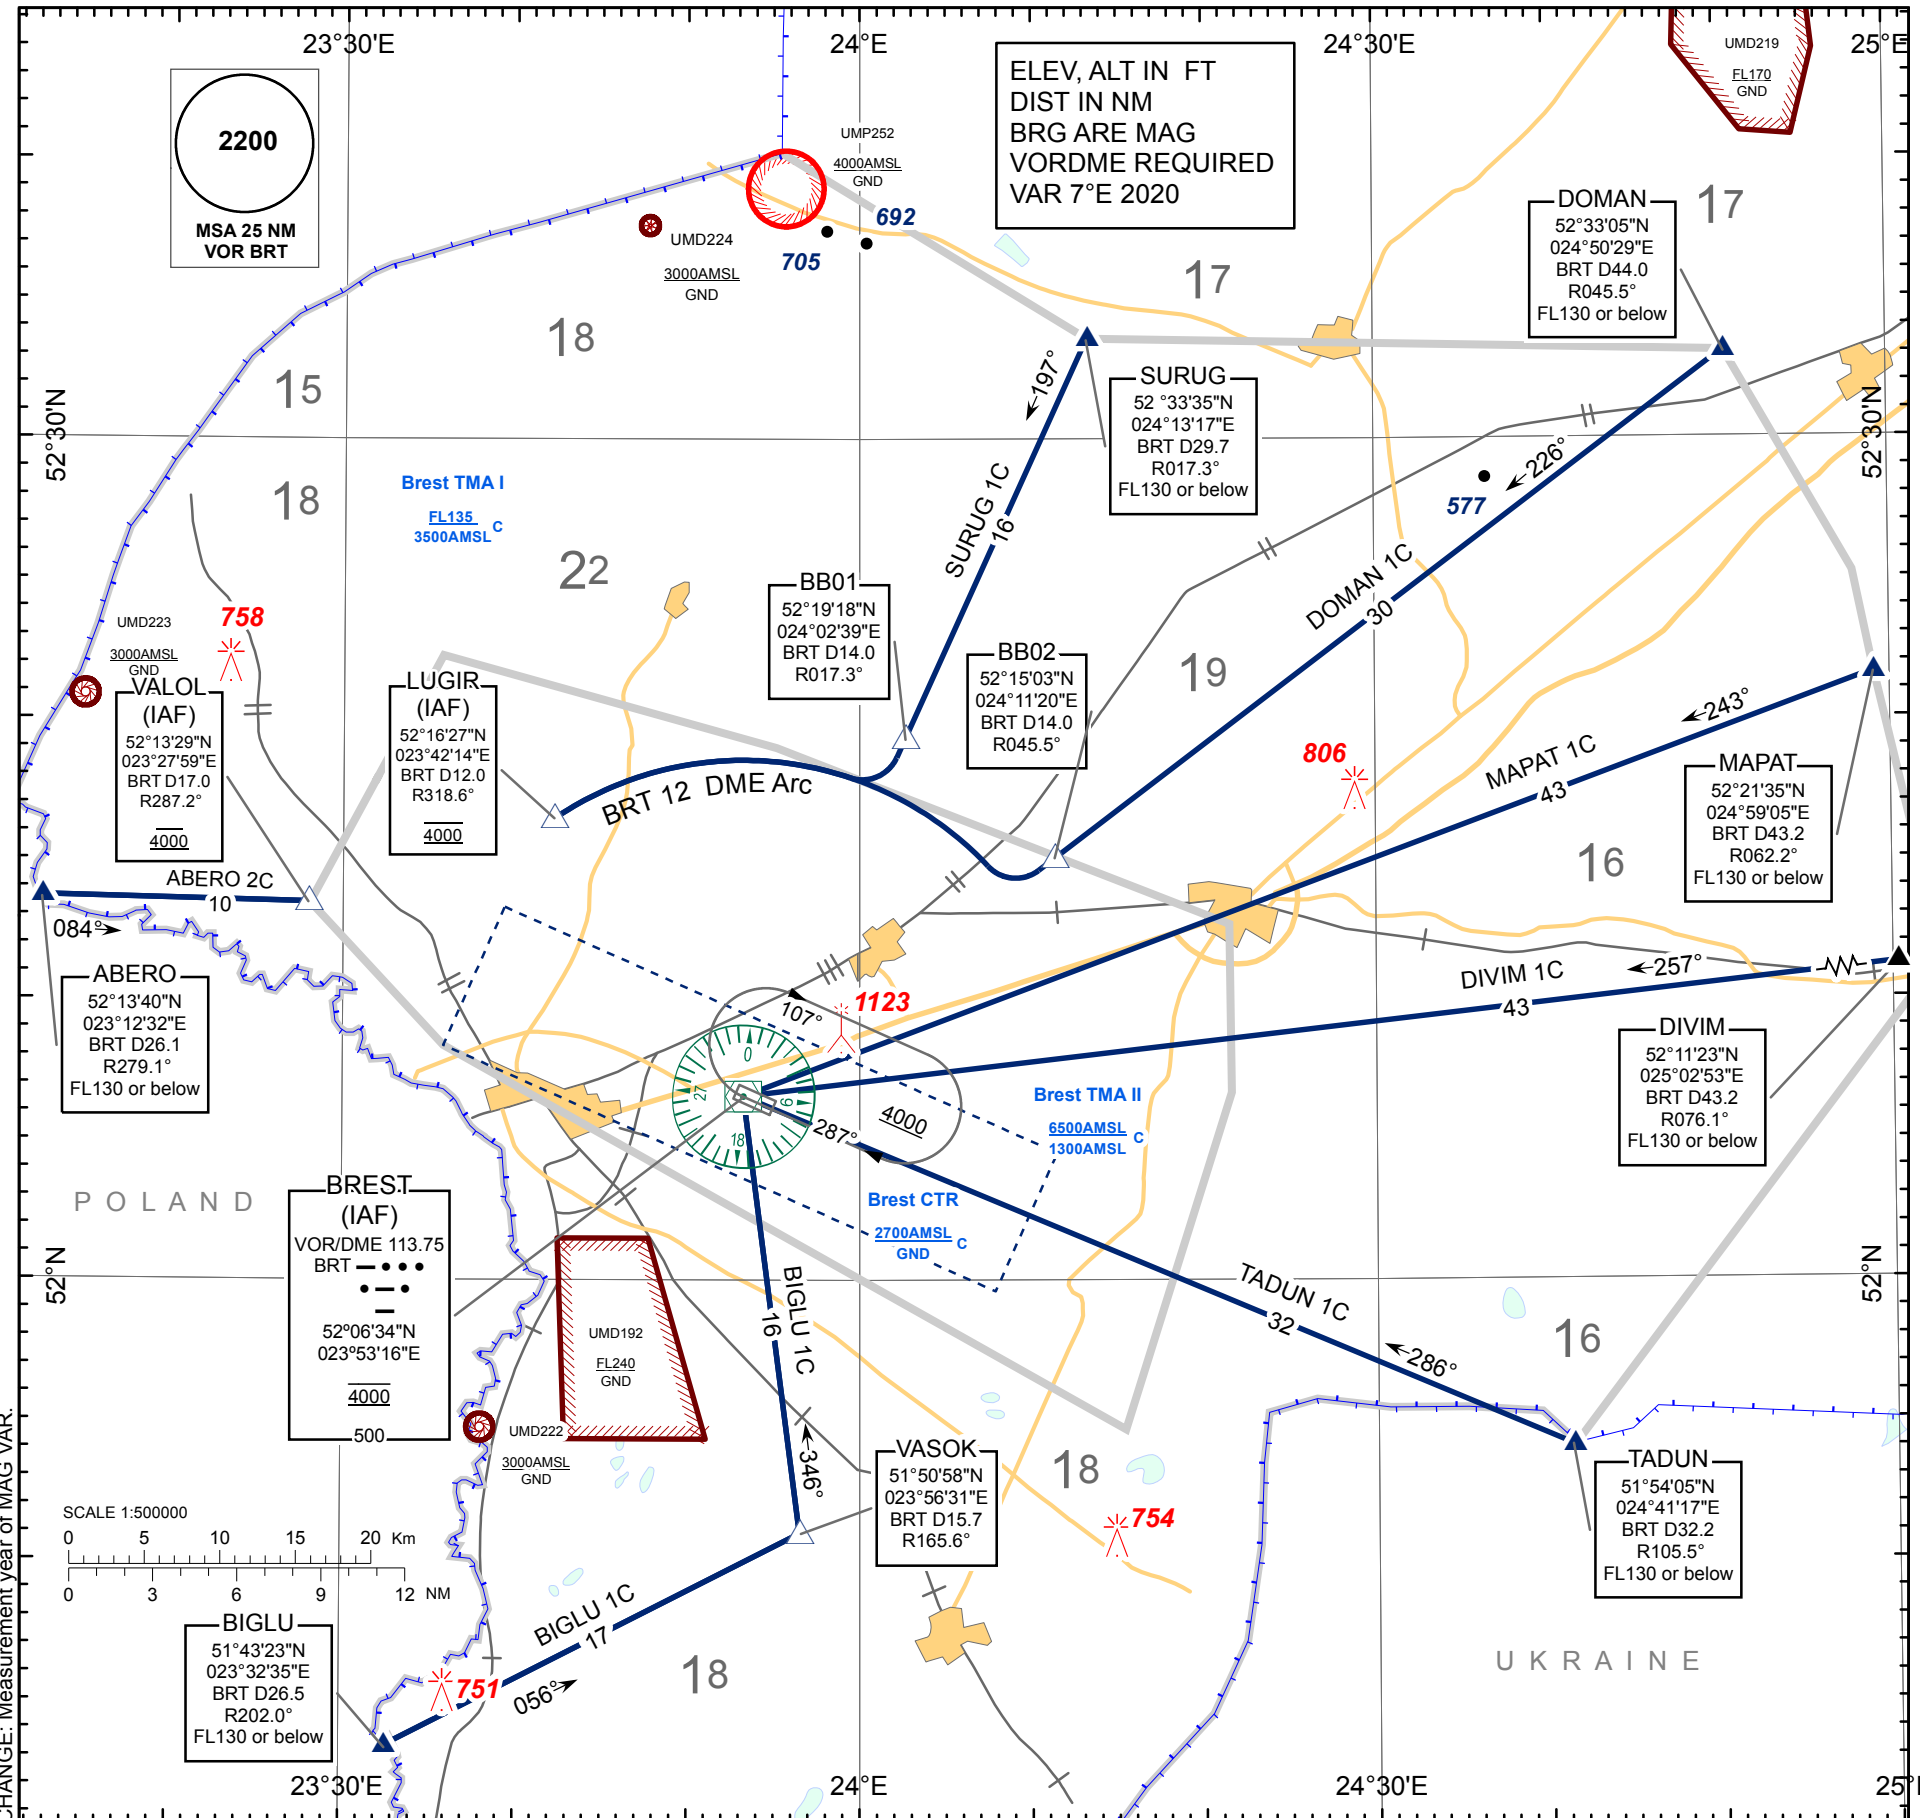 23°30'E
24°E
24°30'E
25°E
2200
MSA 25 NM
VOR BRT
ELEV, ALT IN FT
DIST IN NM
BRG ARE MAG
VORDME REQUIRED
VAR 7°E 2020
UMD219
FL170
GND
UMP252
4000AMSL
GND
692
705
UMD224
3000AMSL
GND
DOMAN
52°33'05"N
024°50'29"E
BRT D44.0
R045.5°
FL130 or below
17
17
18
15
18
22
19
16
16
18
18
SURUG
52 °33'35"N
024°13'17"E
BRT D29.7
R017.3°
FL130 or below
197°
SURUG 1C
16
52°30'N
52°30'N
Brest TMA I
FL135
3500AMSL
C
577
226°
DOMAN 1C
30
UMD223
3000AMSL
GND
758
VALOL
(IAF)
52°13'29"N
023°27'59"E
BRT D17.0
R287.2°
4000
LUGIR
(IAF)
52°16'27"N
023°42'14"E
BRT D12.0
R318.6°
4000
BB01
52°19'18"N
024°02'39"E
BRT D14.0
R017.3°
BB02
52°15'03"N
024°11'20"E
BRT D14.0
R045.5°
BRT 12 DME Arc
806
243°
MAPAT 1C
43
MAPAT
52°21'35"N
024°59'05"E
BRT D43.2
R062.2°
FL130 or below
ABERO 2C
10
084°
ABERO
52°13'40"N
023°12'32"E
BRT D26.1
R279.1°
FL130 or below
107°
1123
287°
4000
0
9
18
27
257°
DIVIM 1C
43
DIVIM
52°11'23"N
025°02'53"E
BRT D43.2
R076.1°
FL130 or below
Brest TMA II
6500AMSL
1300AMSL
C
Brest CTR
2700AMSL
GND
C
POLAND
BREST
(IAF)
VOR/DME 113.75
BRT
52°06'34"N
023°53'16"E
4000
500
52°N
52°N
UMD192
FL240
GND
BIGLU 1C
16
346°
TADUN 1C
32
286°
UMD222
3000AMSL
GND
VASOK
51°50'58"N
023°56'31"E
BRT D15.7
R165.6°
754
TADUN
51°54'05"N
024°41'17"E
BRT D32.2
R105.5°
FL130 or below
SCALE 1:500000
0 5 10 15 20 Km
0 3 6 9 12 NM
BIGLU
51°43'23"N
023°32'35"E
BRT D26.5
R202.0°
FL130 or below
751
056°
BIGLU 1C
17
UKRAINE
23°30'E
24°E
24°30'E
25°
CHANGE: Measurement year of MAG VAR.